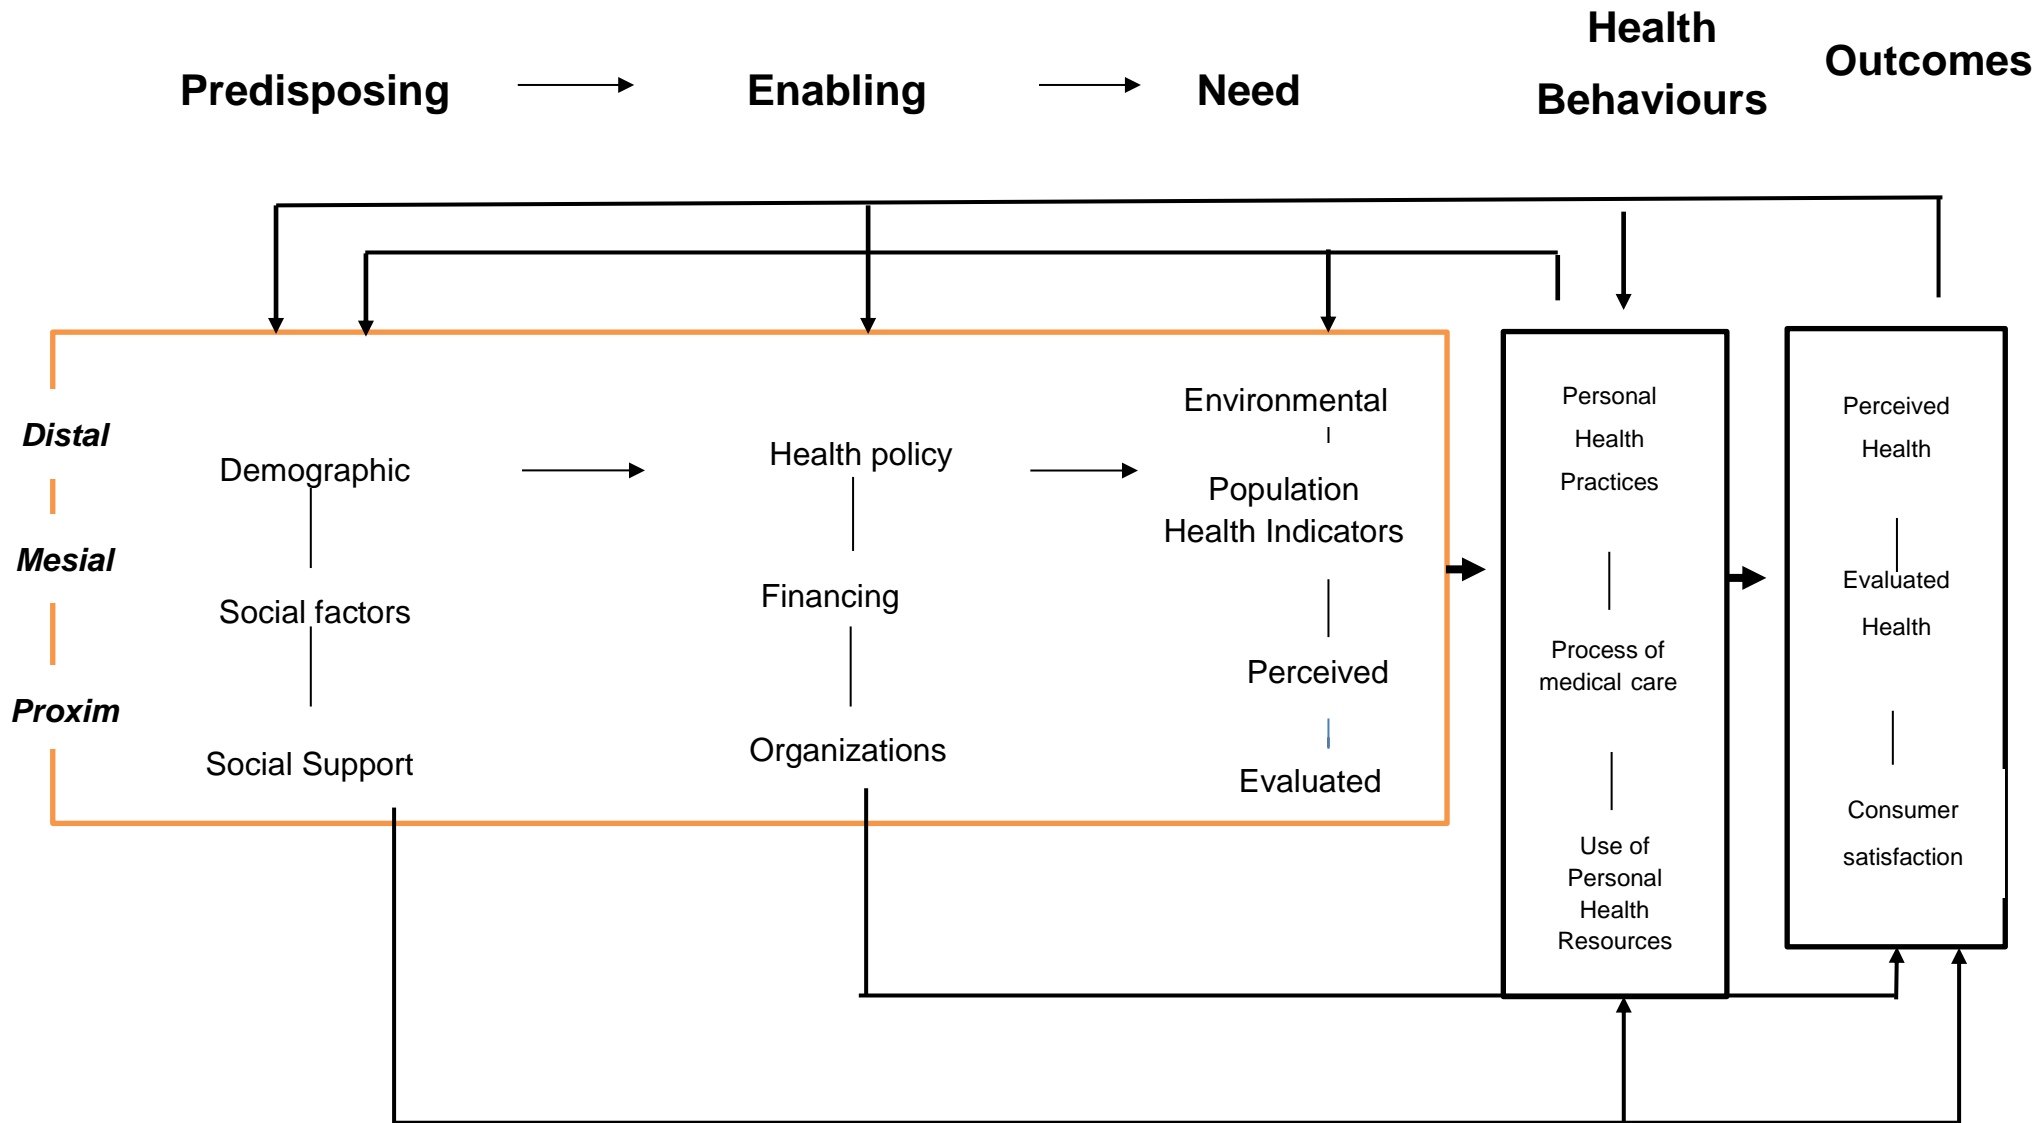 Health
Behaviours
Outcomes
Predisposing
Enabling
Need
Distal
Mesial
Proxim
Demographic
Social factors
Social Support
Health policy
Financing
Organizations
Environmental
Population
Health Indicators
Perceived
Evaluated
Personal
Health
Practices
Process of
medical care
Use of
Personal
Health
Resources
Perceived
Health
Evaluated
Health
Consumer
satisfaction